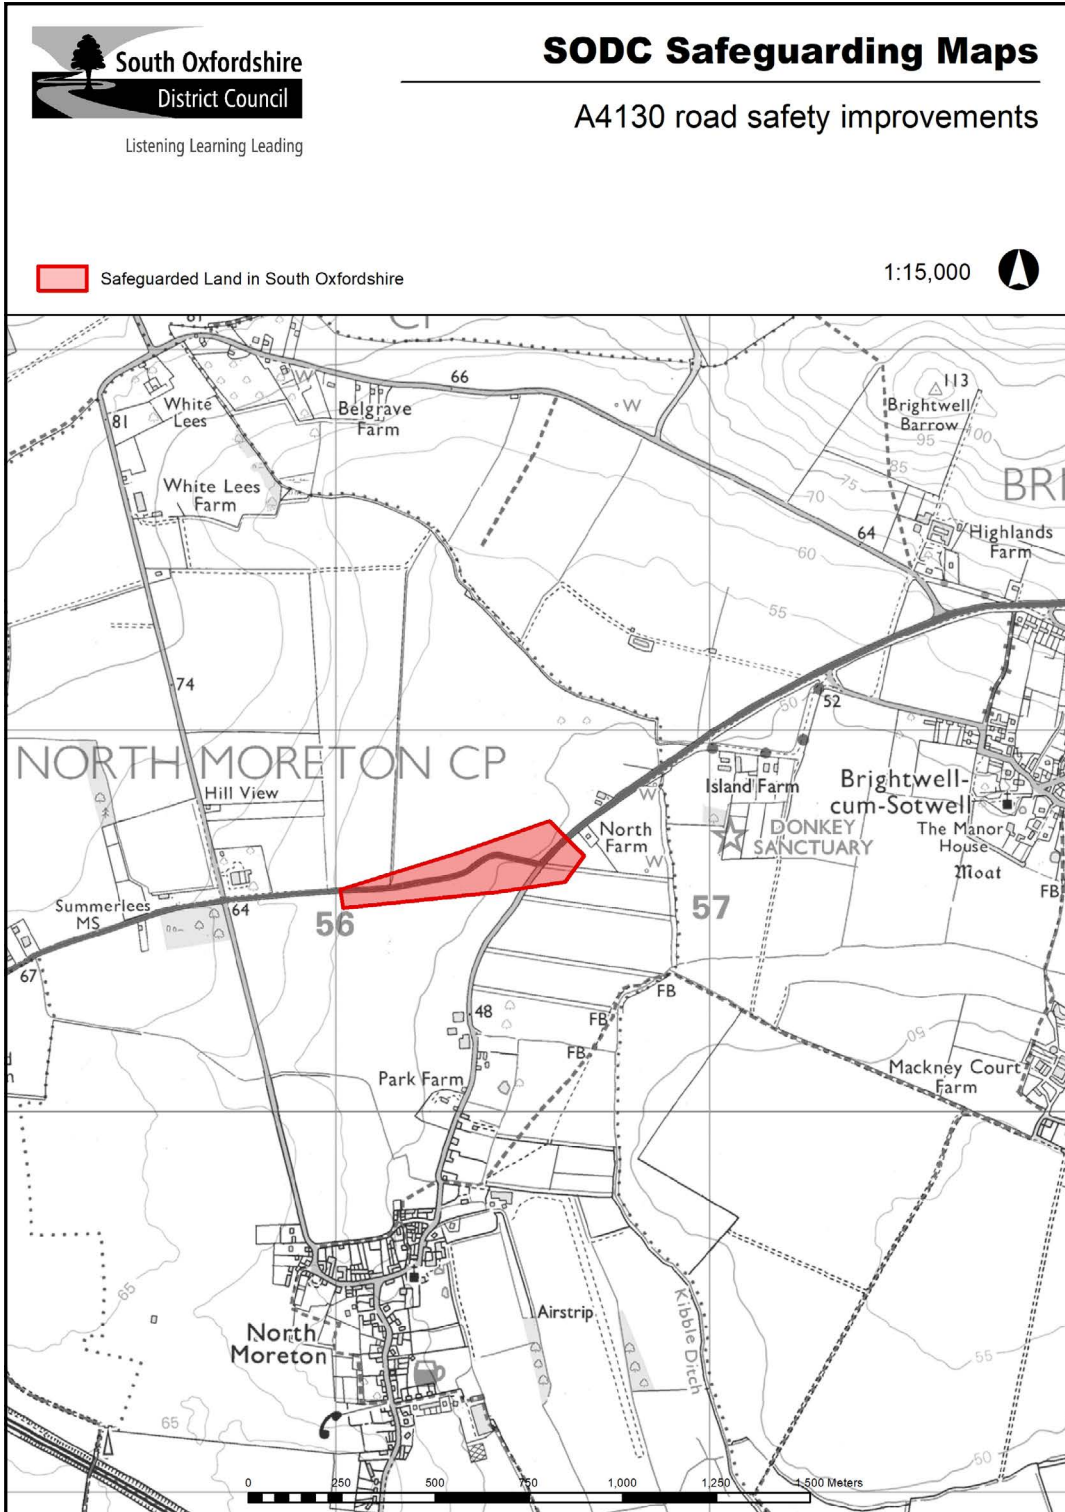 South Oxfordshire
District Council
Listening Learning Leading
SODC Safeguarding Maps
A4130 road safety improvements
Safeguarded Land in South Oxfordshire
1:15,000
66
W
W
113
Brightwell
Barrow
100
95
85
75
70
64
60
55
BRI
White
Lees
81
Belgrave
Farm
White Lees
Farm
Highlands
Farm
74
50
52
NORTH MORETON CP
Hill View
Island Farm
Brightwell-
cum-Sotwell
W
North
Farm
W
DONKEY
SANCTUARY
The Manor
House
Moat
FB
Summerlees
MS
64
56
57
67
FB
FB
FB
48
50
Park Farm
Mackney Court
Farm
65
Airstrip
Kibble Ditch
North
Moreton
55
65
50
0 250 500 750 1,000 1,250 1,500 Meters